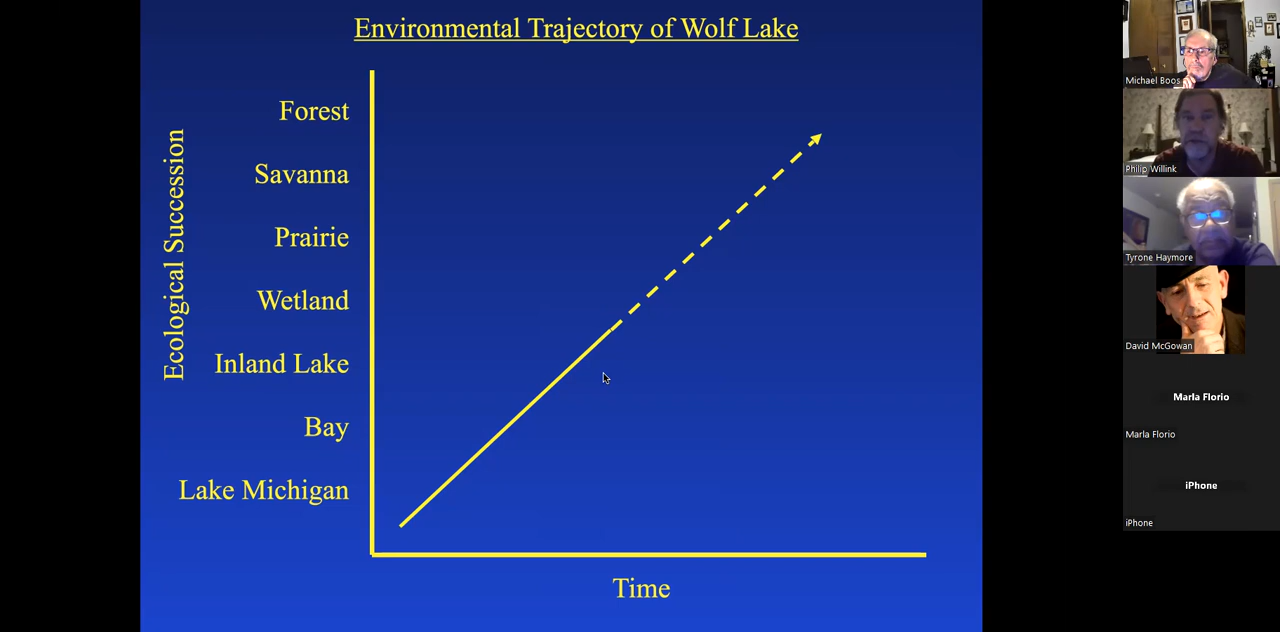 Environmental Trajectory of Wolf Lake
Ecological Succession
Forest
Savanna
Prairie
Wetland
Inland Lake
Bay
Lake Michigan
Time
Michael Boos
Philip Willink
Tyrone Haymore
David McGowan
Marla Florio
Marla Florio
iPhone
iPhone